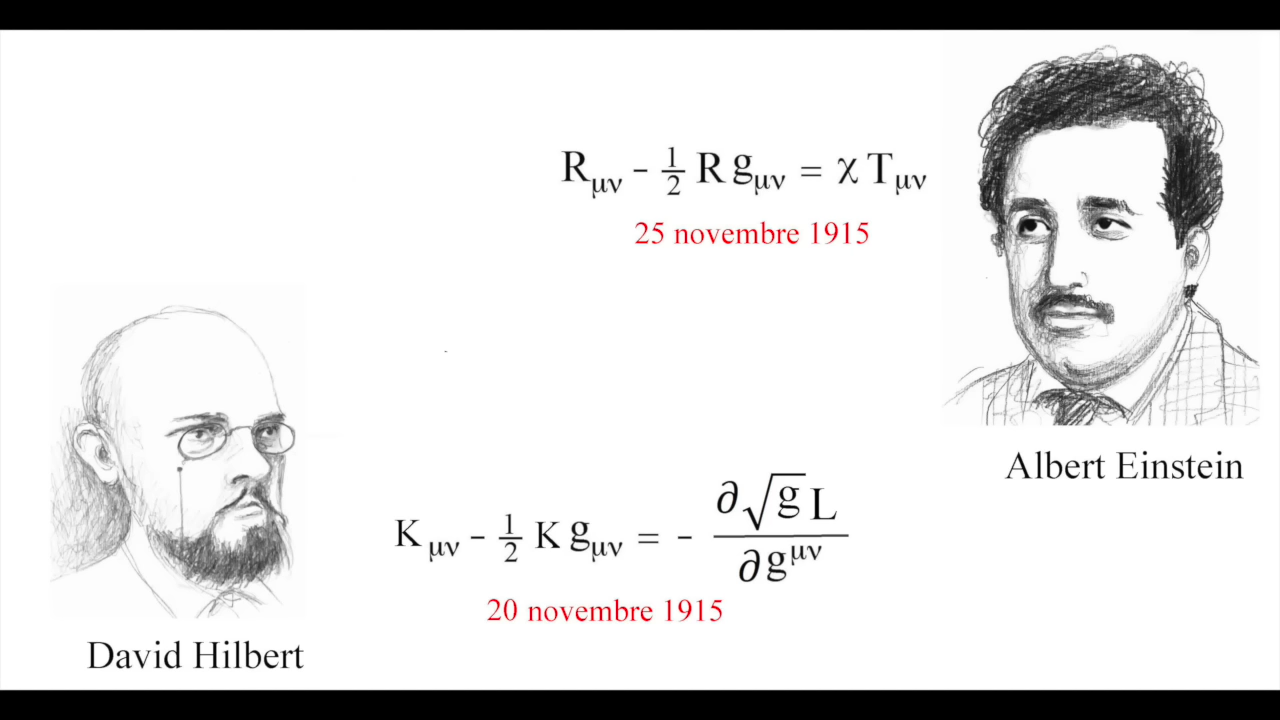 R_μν - 1/2 R g_μν = χ T_μν
25 novembre 1915
Albert Einstein
K_μν - 1/2 K g_μν = - ∂√g L / ∂g^μν
20 novembre 1915
David Hilbert